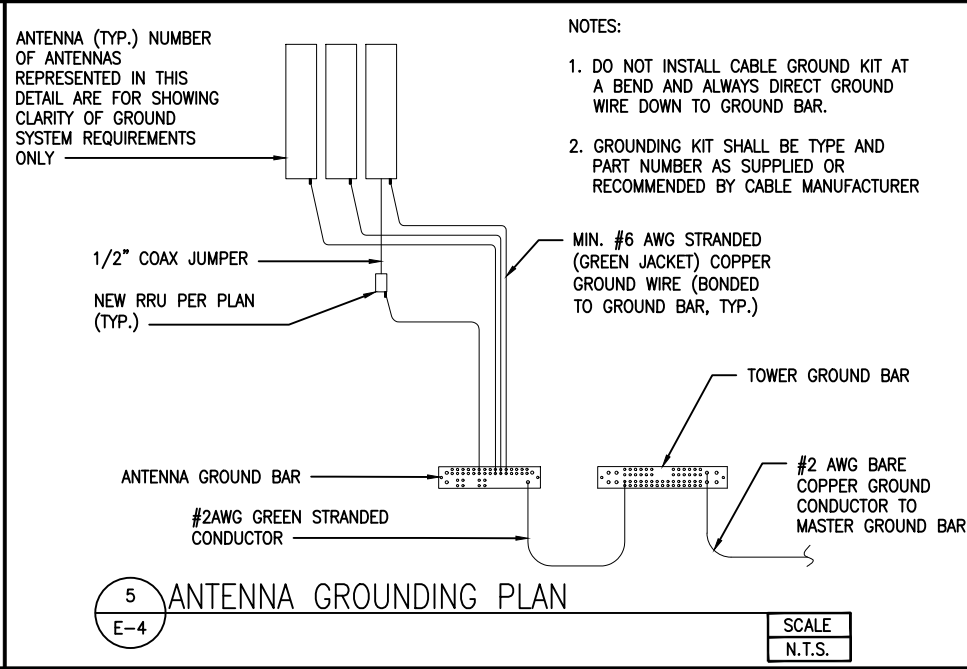 ANTENNA (TYP.) NUMBER
OF ANTENNAS
REPRESENTED IN THIS
DETAIL ARE FOR SHOWING
CLARITY OF GROUND
SYSTEM REQUIREMENTS
ONLY
NOTES:
1. DO NOT INSTALL CABLE GROUND KIT AT
A BEND AND ALWAYS DIRECT GROUND
WIRE DOWN TO GROUND BAR.
2. GROUNDING KIT SHALL BE TYPE AND
PART NUMBER AS SUPPLIED OR
RECOMMENDED BY CABLE MANUFACTURER
1/2" COAX JUMPER
NEW RRU PER PLAN
(TYP.)
MIN. #6 AWG STRANDED
(GREEN JACKET) COPPER
GROUND WIRE (BONDED
TO GROUND BAR, TYP.)
TOWER GROUND BAR
ANTENNA GROUND BAR
#2AWG GREEN STRANDED
CONDUCTOR
#2 AWG BARE
COPPER GROUND
CONDUCTOR TO
MASTER GROUND BAR
5
E-4
ANTENNA GROUNDING PLAN
SCALE
N.T.S.